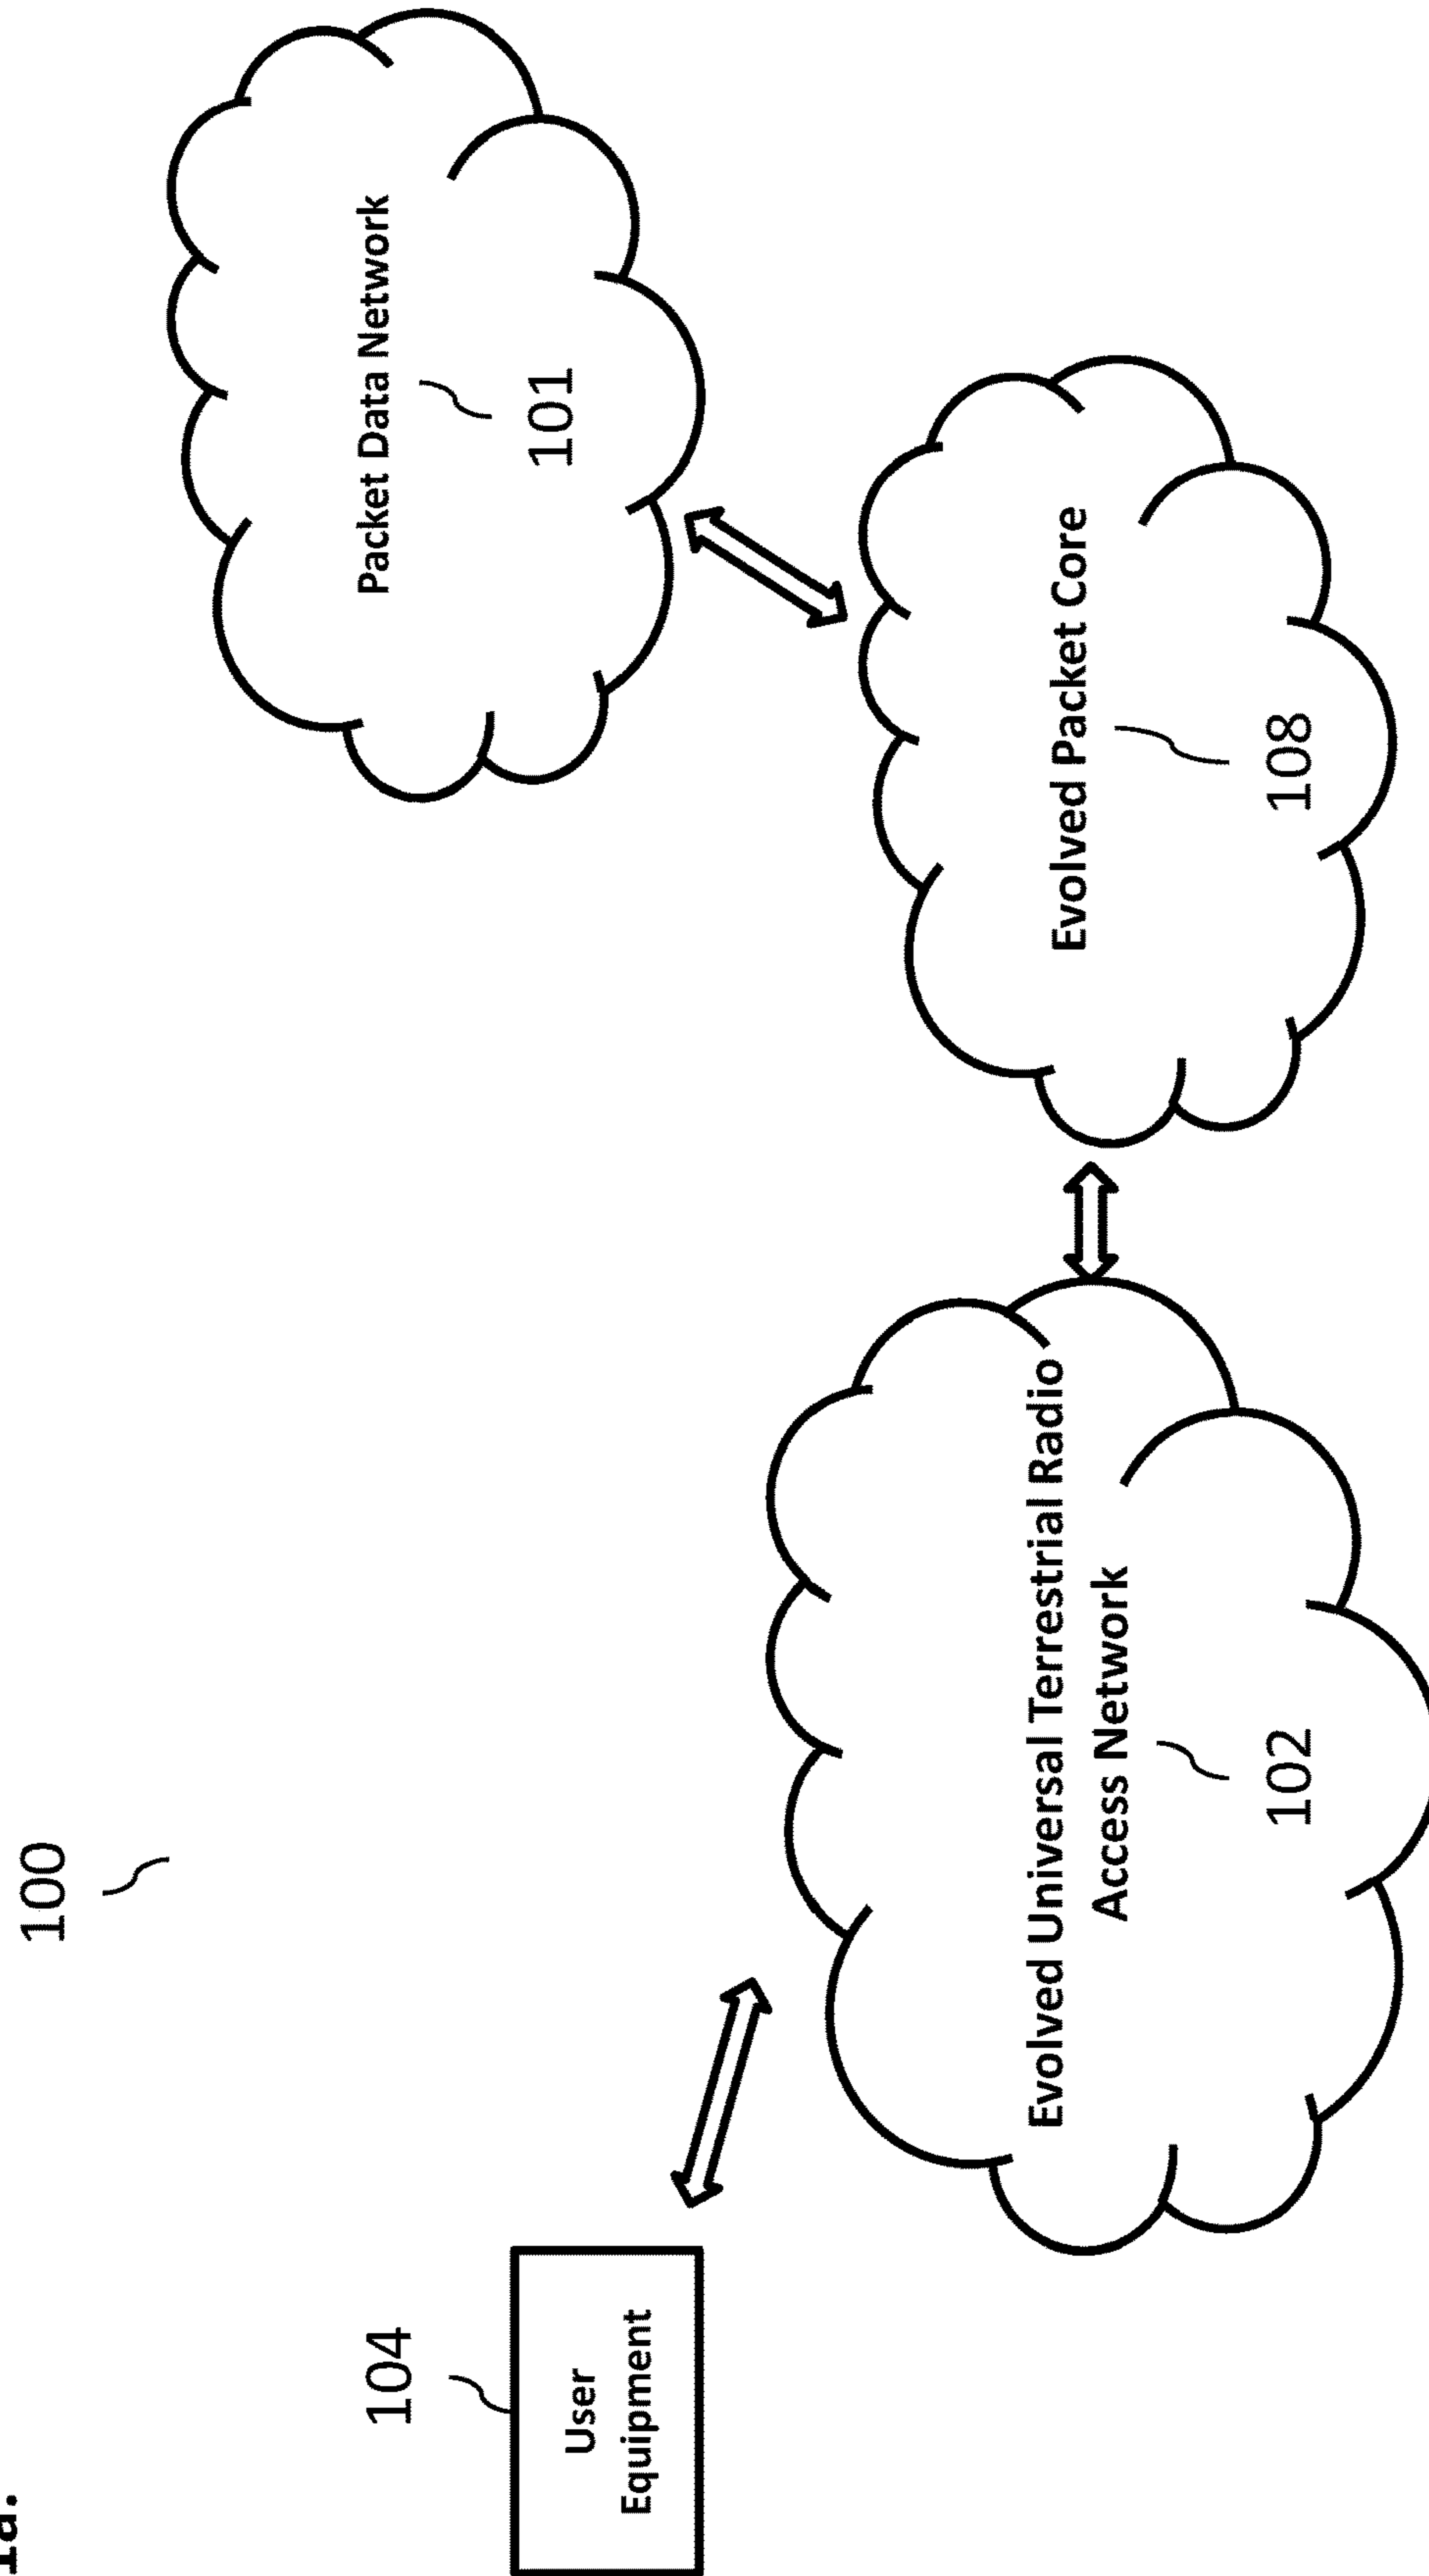 1a.
100
104
User
Equipment
Evolved Universal Terrestrial Radio
Access Network
102
Evolved Packet Core
108
Packet Data Network
101